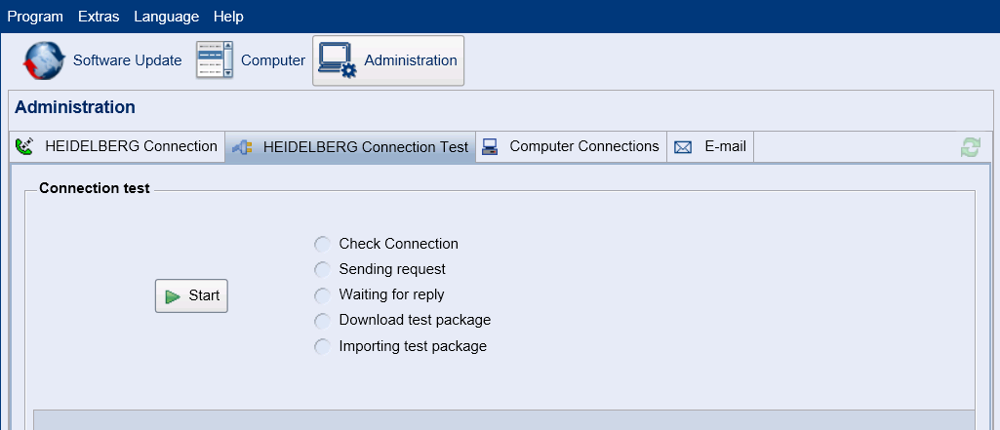 Program Extras Language Help
Software Update Computer Administration
Administration
HEIDELBERG Connection HEIDELBERG Connection Test Computer Connections E-mail
Connection test
Check Connection
Sending request
Start Waiting for reply
Download test package
Importing test package